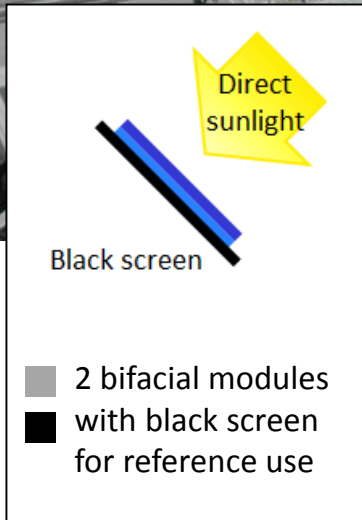 Direct
sunlight
Black screen
2 bifacial modules
with black screen
for reference use